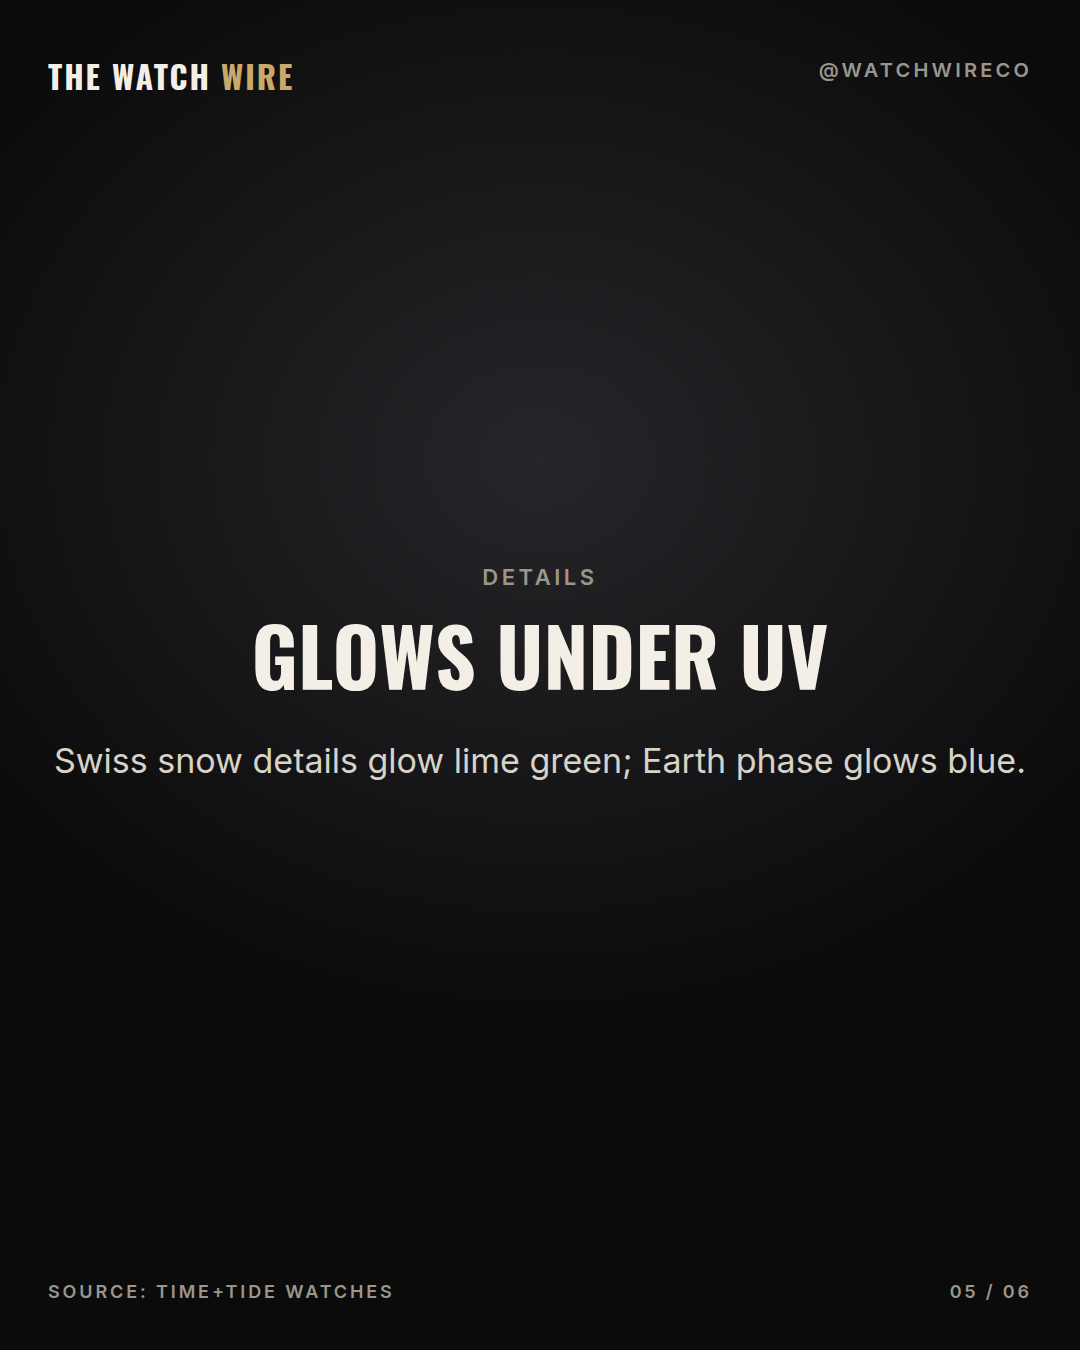 THE WATCH WIRE
@WATCHWIRECO
DETAILS
GLOWS UNDER UV
Swiss snow details glow lime green; Earth phase glows blue.
SOURCE: TIME+TIDE WATCHES
05 / 06